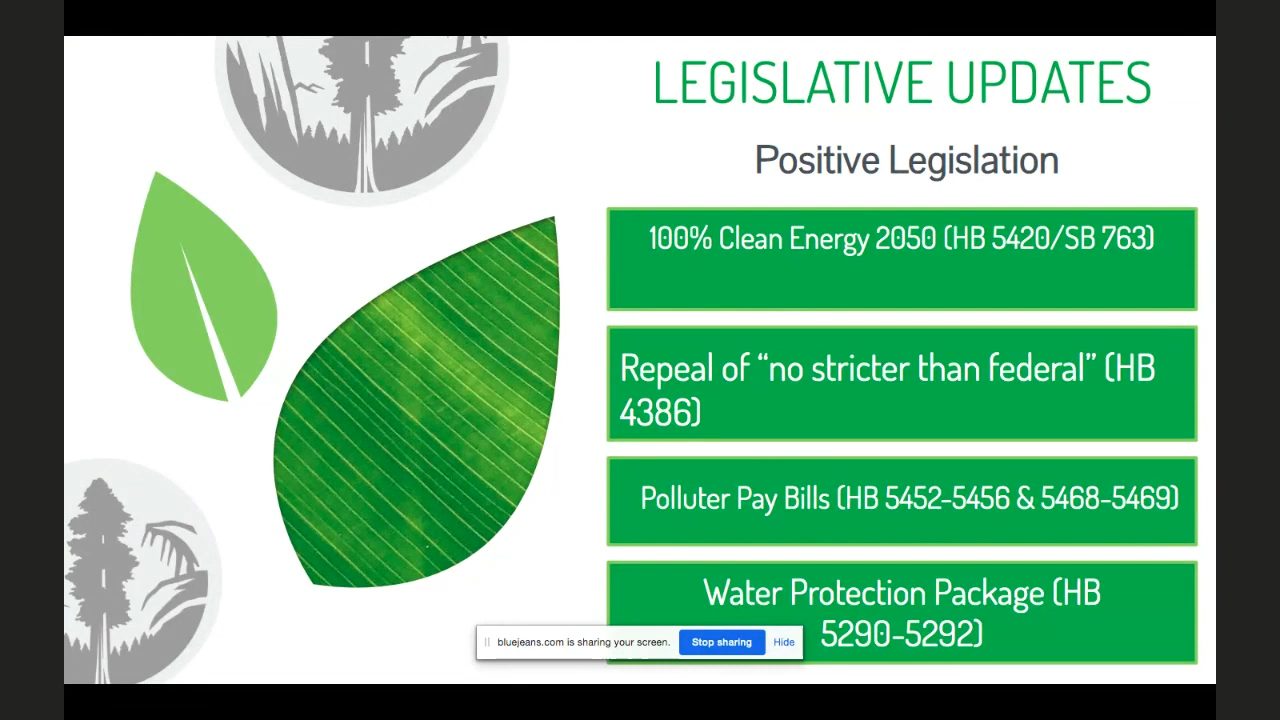 LEGISLATIVE UPDATES
Positive Legislation
100% Clean Energy 2050 (HB 5420/SB 763)
Repeal of “no stricter than federal” (HB
4386)
Polluter Pay Bills (HB 5452-5456 & 5468-5469)
Water Protection Package (HB
5290-5292)
bluejeans.com is sharing your screen. Stop sharing Hide